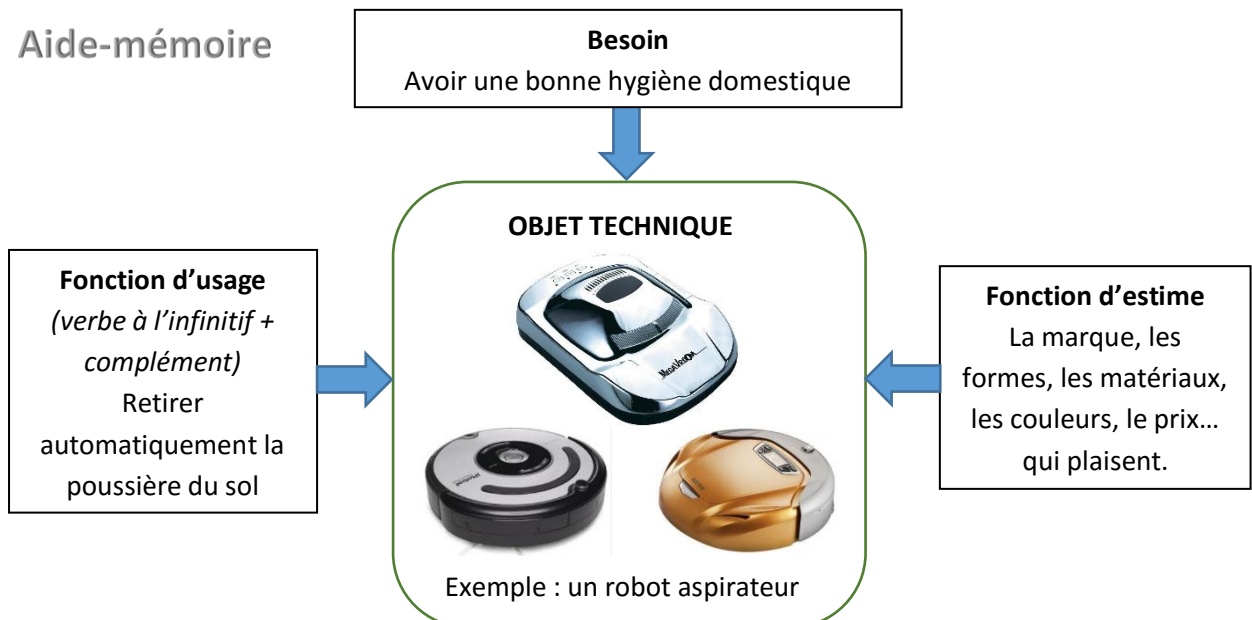 Aide-mémoire
Besoin
Avoir une bonne hygiène domestique
OBJET TECHNIQUE
Fonction d’usage
(verbe à l’infinitif +
complément)
Retirer
automatiquement la
poussière du sol
Fonction d’estime
La marque, les
formes, les matériaux,
les couleurs, le prix…
qui plaisent.
Exemple : un robot aspirateur